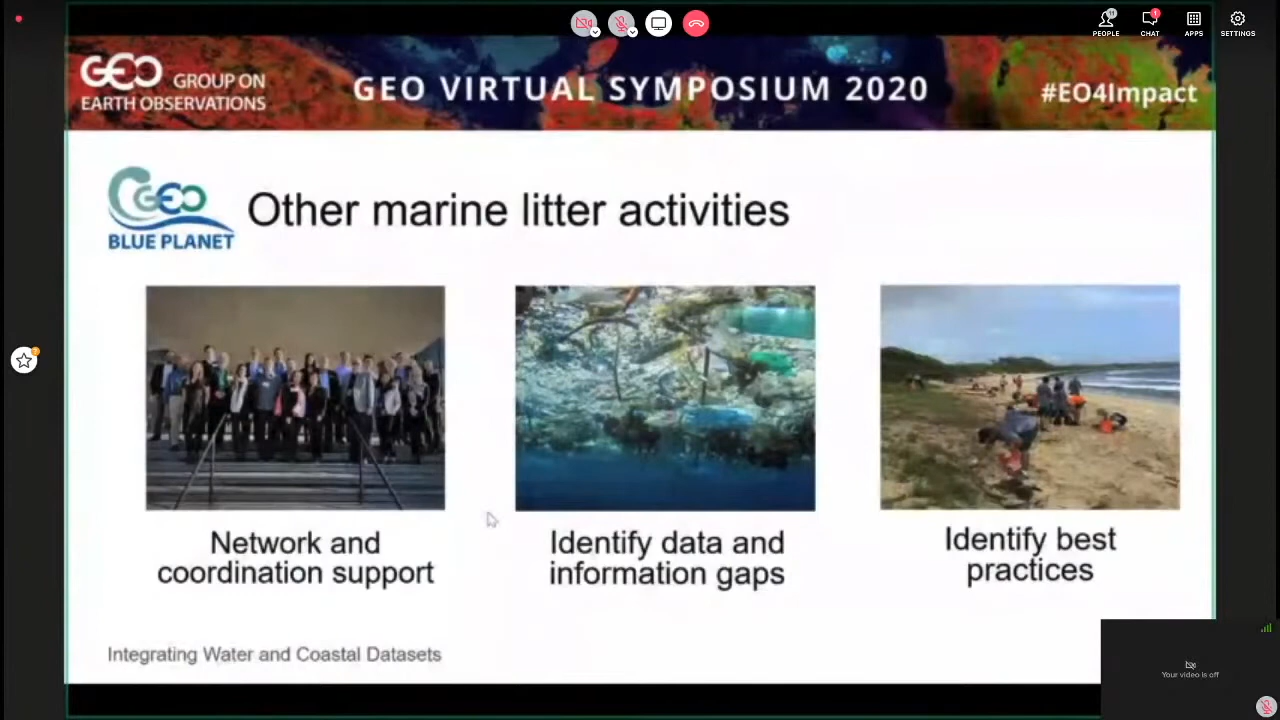 PEOPLE
11
CHAT
1
APPS
SETTINGS
GEO GROUP ON
EARTH OBSERVATIONS
GEO VIRTUAL SYMPOSIUM 2020
#EO4Impact
GEO
BLUE PLANET
Other marine litter activities
Network and
coordination support
Identify data and
information gaps
Identify best
practices
Integrating Water and Coastal Datasets
Your video is off